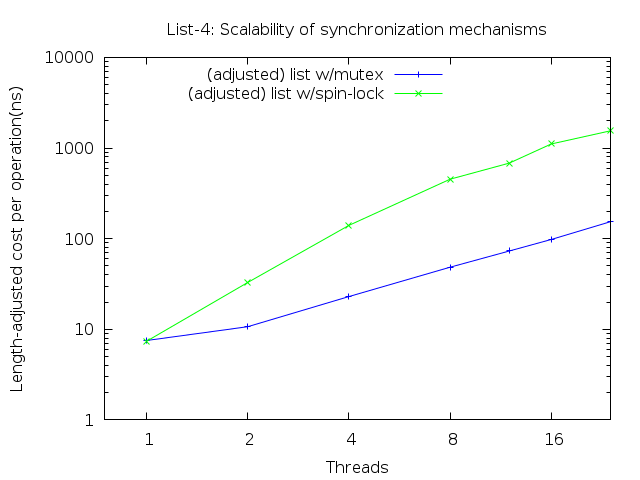 List-4: Scalability of synchronization mechanisms
10000
(adjusted) list w/mutex
(adjusted) list w/spin-lock
1000
100
10
1
Length-adjusted cost per operation(ns)
1 2 4 8 16
Threads